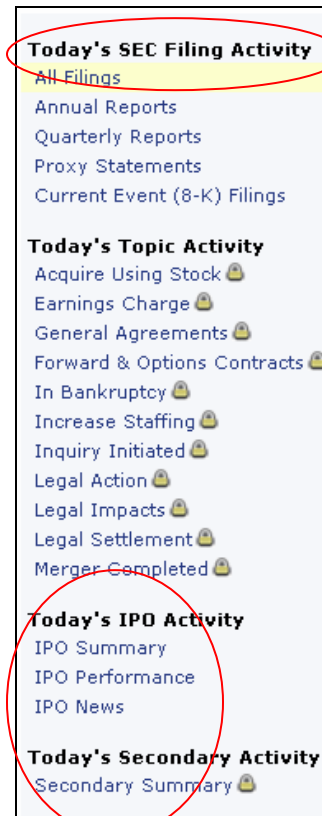 Today's SEC Filing Activity
All Filings
Annual Reports
Quarterly Reports
Proxy Statements
Current Event (8-K) Filings
Today's Topic Activity
Acquire Using Stock
Earnings Charge
General Agreements
Forward & Options Contracts
In Bankruptcy
Increase Staffing
Inquiry Initiated
Legal Action
Legal Impacts
Legal Settlement
Merger Completed
Today's IPO Activity
IPO Summary
IPO Performance
IPO News
Today's Secondary Activity
Secondary Summary